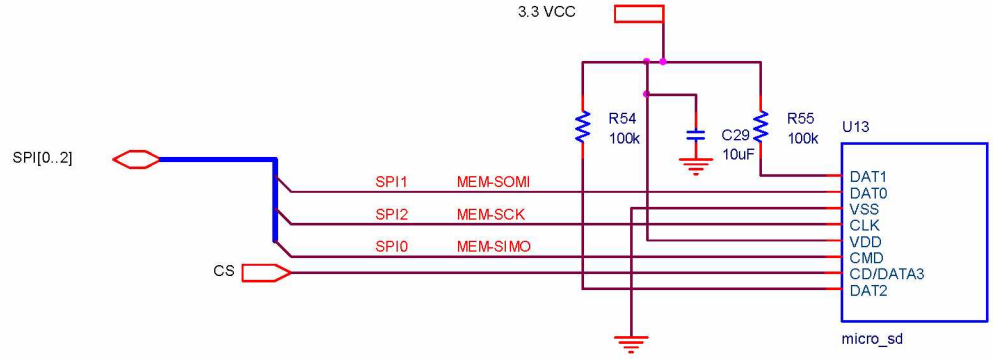 3.3 VCC
R54
100k
C29
10uF
R55
100k
U13
SPI[0..2]
SPI1 MEM-SOMI
SPI2 MEM-SCK
SPI0 MEM-SIMO
CS
DAT1
DAT0
VSS
CLK
VDD
CMD
CD/DATA3
DAT2
micro_sd